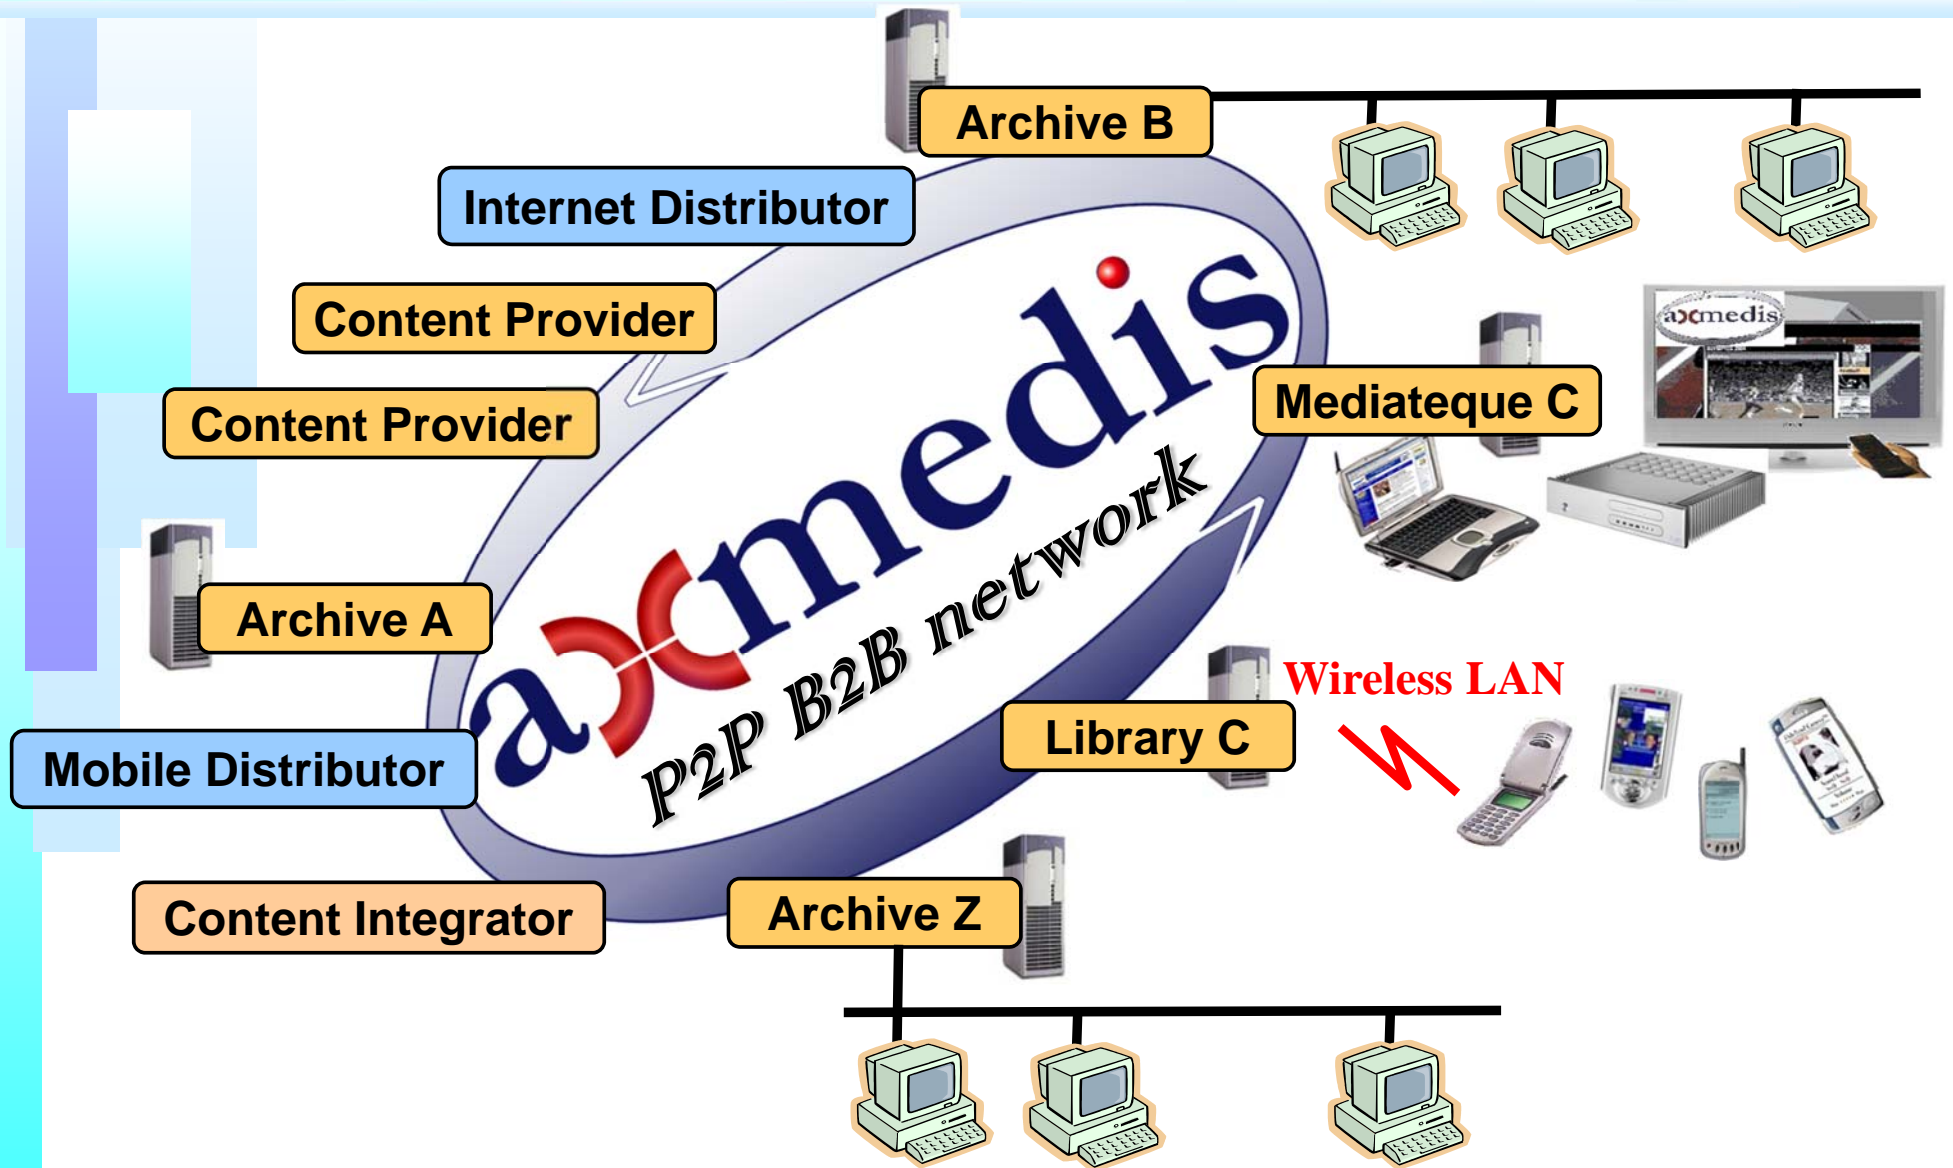 Archive B
Internet Distributor
Content Provider
axmedis
Content Provider
Mediateque C
axmedis
P2P B2B network
Archive A
Wireless LAN
Library C
Mobile Distributor
Content Integrator
Archive Z